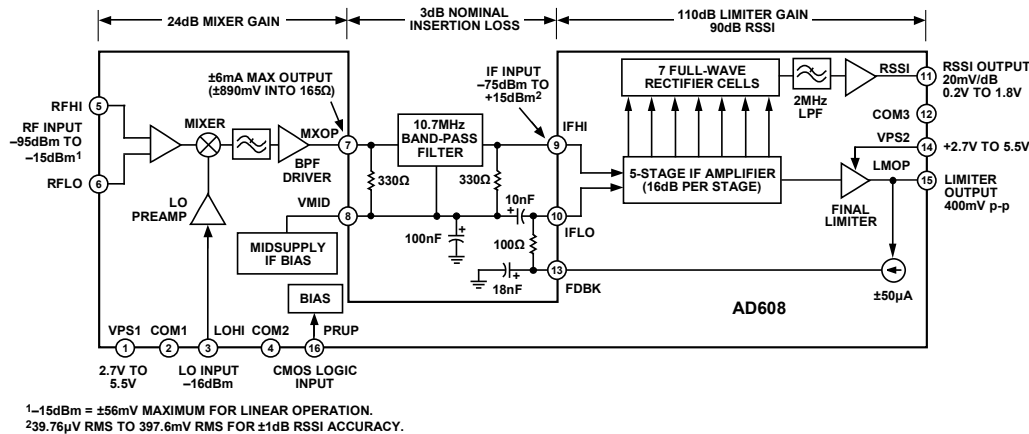 24dB MIXER GAIN
3dB NOMINAL
INSERTION LOSS
110dB LIMITER GAIN
90dB RSSI
±6mA MAX OUTPUT
(±890mV INTO 165Ω)
IF INPUT
–75dBm TO
+15dBm2
7 FULL-WAVE
RECTIFIER CELLS
2MHz
LPF
RSSI
11
RSSI OUTPUT
20mV/dB
0.2V TO 1.8V
COM3
12
VPS2
14
+2.7V TO 5.5V
LMOP
15
LIMITER
OUTPUT
400mV p-p
RFHI
5
RF INPUT
–95dBm TO
–15dBm1
RFLO
6
MIXER
LO
PREAMP
BPF
DRIVER
MXOP
7
10.7MHz
BAND-PASS
FILTER
IFHI
9
330Ω
330Ω
5-STAGE IF AMPLIFIER
(16dB PER STAGE)
FINAL
LIMITER
VMID
8
MIDSUPPLY
IF BIAS
100nF
10nF
10
IFLO
100Ω
18nF
13
FDBK
±50µA
BIAS
AD608
VPS1
COM1
LOHI
COM2
PRUP
1
2
3
4
16
2.7V TO
5.5V
LO INPUT
–16dBm
CMOS LOGIC
INPUT
1–15dBm = ±56mV MAXIMUM FOR LINEAR OPERATION.
239.76µV RMS TO 397.6mV RMS FOR ±1dB RSSI ACCURACY.